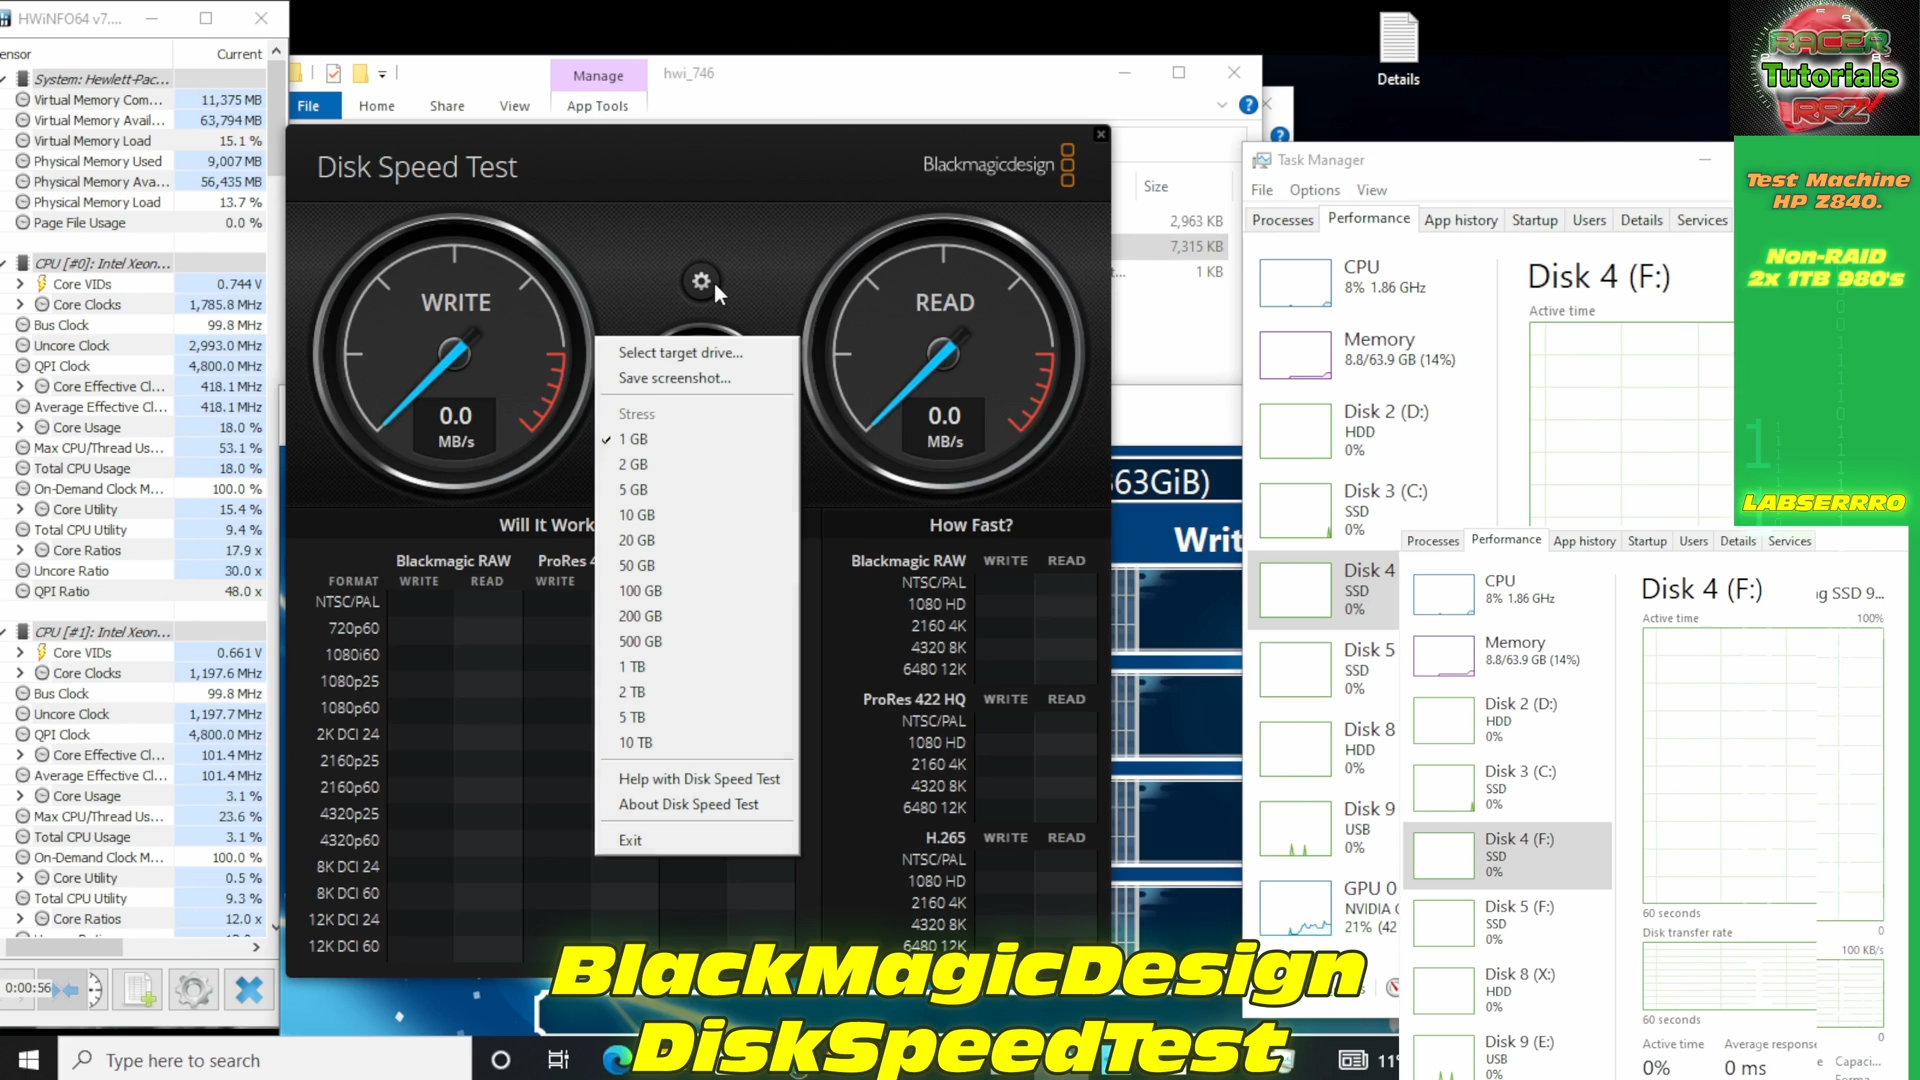 HWiNFO64 v7....
ensor
Current
System: Hewlett-Pac...
Virtual Memory Com...
11,375 MB
Virtual Memory Avail...
63,794 MB
Virtual Memory Load
15.1 %
Physical Memory Used
9,007 MB
Physical Memory Ava...
56,435 MB
Physical Memory Load
13.7 %
Page File Usage
0.0 %
CPU [#0]: Intel Xeon...
Core VIDs
0.744 V
Core Clocks
1,785.8 MHz
Bus Clock
99.8 MHz
Uncore Clock
2,993.0 MHz
QPI Clock
4,800.0 MHz
Core Effective Cl...
418.1 MHz
Average Effective Cl...
418.1 MHz
Core Usage
18.0 %
Max CPU/Thread Us...
53.1 %
Total CPU Usage
18.0 %
On-Demand Clock M...
100.0 %
Core Utility
15.4 %
Total CPU Utility
9.4 %
Core Ratios
17.9 x
Uncore Ratio
30.0 x
QPI Ratio
48.0 x
CPU [#1]: Intel Xeon...
Core VIDs
0.661 V
Core Clocks
1,197.6 MHz
Bus Clock
99.8 MHz
Uncore Clock
1,197.7 MHz
QPI Clock
4,800.0 MHz
Core Effective Cl...
101.4 MHz
Average Effective Cl...
101.4 MHz
Core Usage
3.1 %
Max CPU/Thread Us...
23.6 %
Total CPU Usage
3.1 %
On-Demand Clock M...
100.0 %
Core Utility
0.5 %
Total CPU Utility
9.3 %
Core Ratios
12.0 x
0:00:56
Type here to search
Manage
hwi_746
File
Home
Share
View
App Tools
Size
2,963 KB
7,315 KB
1 KB
63GiB)
Writ
Disk Speed Test
Blackmagicdesign
WRITE
0.0
MB/s
READ
0.0
MB/s
Select target drive...
Save screenshot...
Stress
1 GB
2 GB
5 GB
10 GB
20 GB
50 GB
100 GB
200 GB
500 GB
1 TB
2 TB
5 TB
10 TB
Help with Disk Speed Test
About Disk Speed Test
Exit
Will It Work
Blackmagic RAW
ProRes 4
FORMAT
WRITE
READ
WRITE
NTSC/PAL
720p60
1080i60
1080p25
1080p60
2K DCI 24
2160p25
2160p60
4320p25
4320p60
8K DCI 24
8K DCI 60
12K DCI 24
12K DCI 60
How Fast?
Blackmagic RAW WRITE READ
NTSC/PAL
1080 HD
2160 4K
4320 8K
6480 12K
ProRes 422 HQ WRITE READ
NTSC/PAL
1080 HD
2160 4K
4320 8K
6480 12K
H.265 WRITE READ
NTSC/PAL
1080 HD
2160 4K
4320 8K
6480 12K
BlackMagicDesign
DiskSpeedTest
Details
Task Manager
File Options View
Processes Performance App history Startup Users Details Services
CPU
8% 1.86 GHz
Memory
8.8/63.9 GB (14%)
Disk 2 (D:)
HDD
0%
Disk 3 (C:)
SSD
0%
Disk 4
SSD
0%
Disk 5
SSD
0%
Disk 8
HDD
0%
Disk 9
USB
0%
GPU 0
NVIDIA
21% (42
Disk 4 (F:)
Active time
Processes Performance App history Startup Users Details Services
CPU
8% 1.86 GHz
Memory
8.8/63.9 GB (14%)
Disk 2 (D:)
HDD
0%
Disk 3 (C:)
SSD
0%
Disk 4 (F:)
SSD
0%
Disk 5 (F:)
SSD
0%
Disk 8 (X:)
HDD
0%
Disk 9 (E:)
USB
0%
Disk 4 (F:)
g SSD 9...
Active time
100%
60 seconds
0
Disk transfer rate
100 KB/s
60 seconds
0
Active time
0%
Average response
0 ms
Capaci...
RACER
Tutorials
RRZ
Test Machine
HP Z840.
Non-RAID
2x 1TB 980's
LABSERRRO